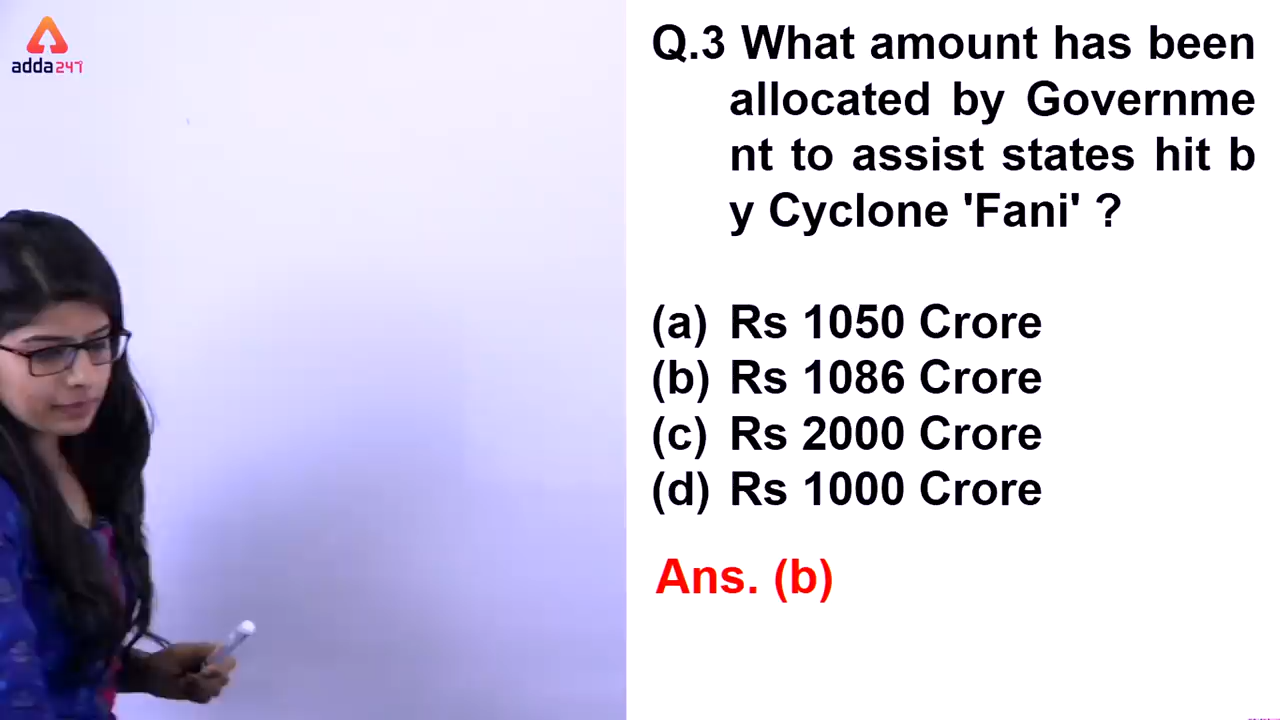 adda247
Q.3 What amount has been
allocated by Governme
nt to assist states hit b
y Cyclone 'Fani' ?
(a) Rs 1050 Crore
(b) Rs 1086 Crore
(c) Rs 2000 Crore
(d) Rs 1000 Crore
Ans. (b)